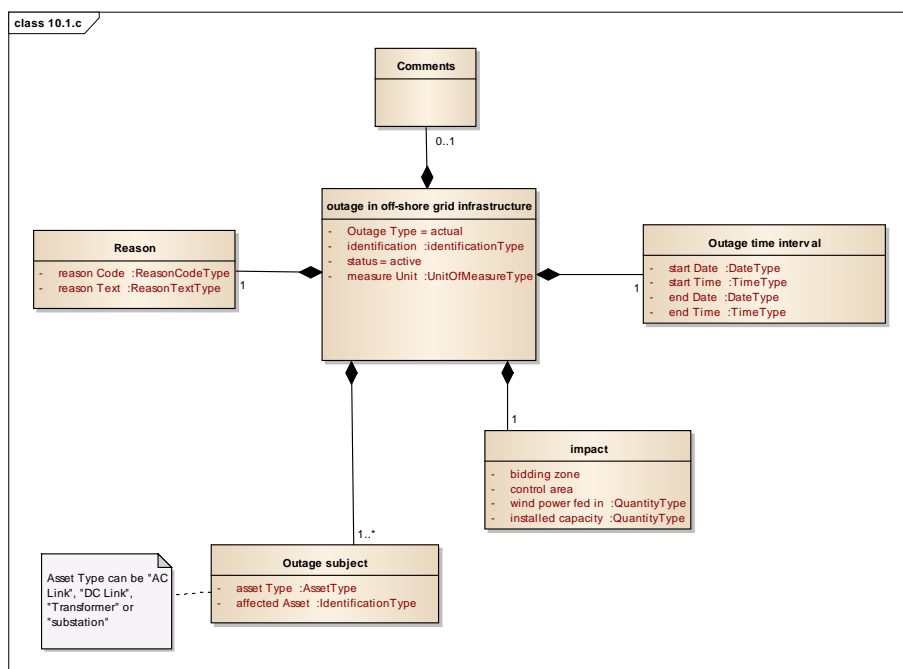 class 10.1.c
Comments
0..1
outage in off-shore grid infrastructure
- Outage Type = actual
- identification :identificationType
- status = active
- measure Unit :UnitOfMeasureType
Reason
- reason Code :ReasonCodeType
- reason Text :ReasonTextType
1
Outage time interval
- start Date :DateType
- start Time :TimeType
- end Date :DateType
- end Time :TimeType
1
1
impact
- bidding zone
- control area
- wind power fed in :QuantityType
- installed capacity :QuantityType
1..*
Outage subject
- asset Type :AssetType
- affected Asset :IdentificationType
Asset Type can be "AC
Link", "DC Link",
"Transformer" or
"substation"